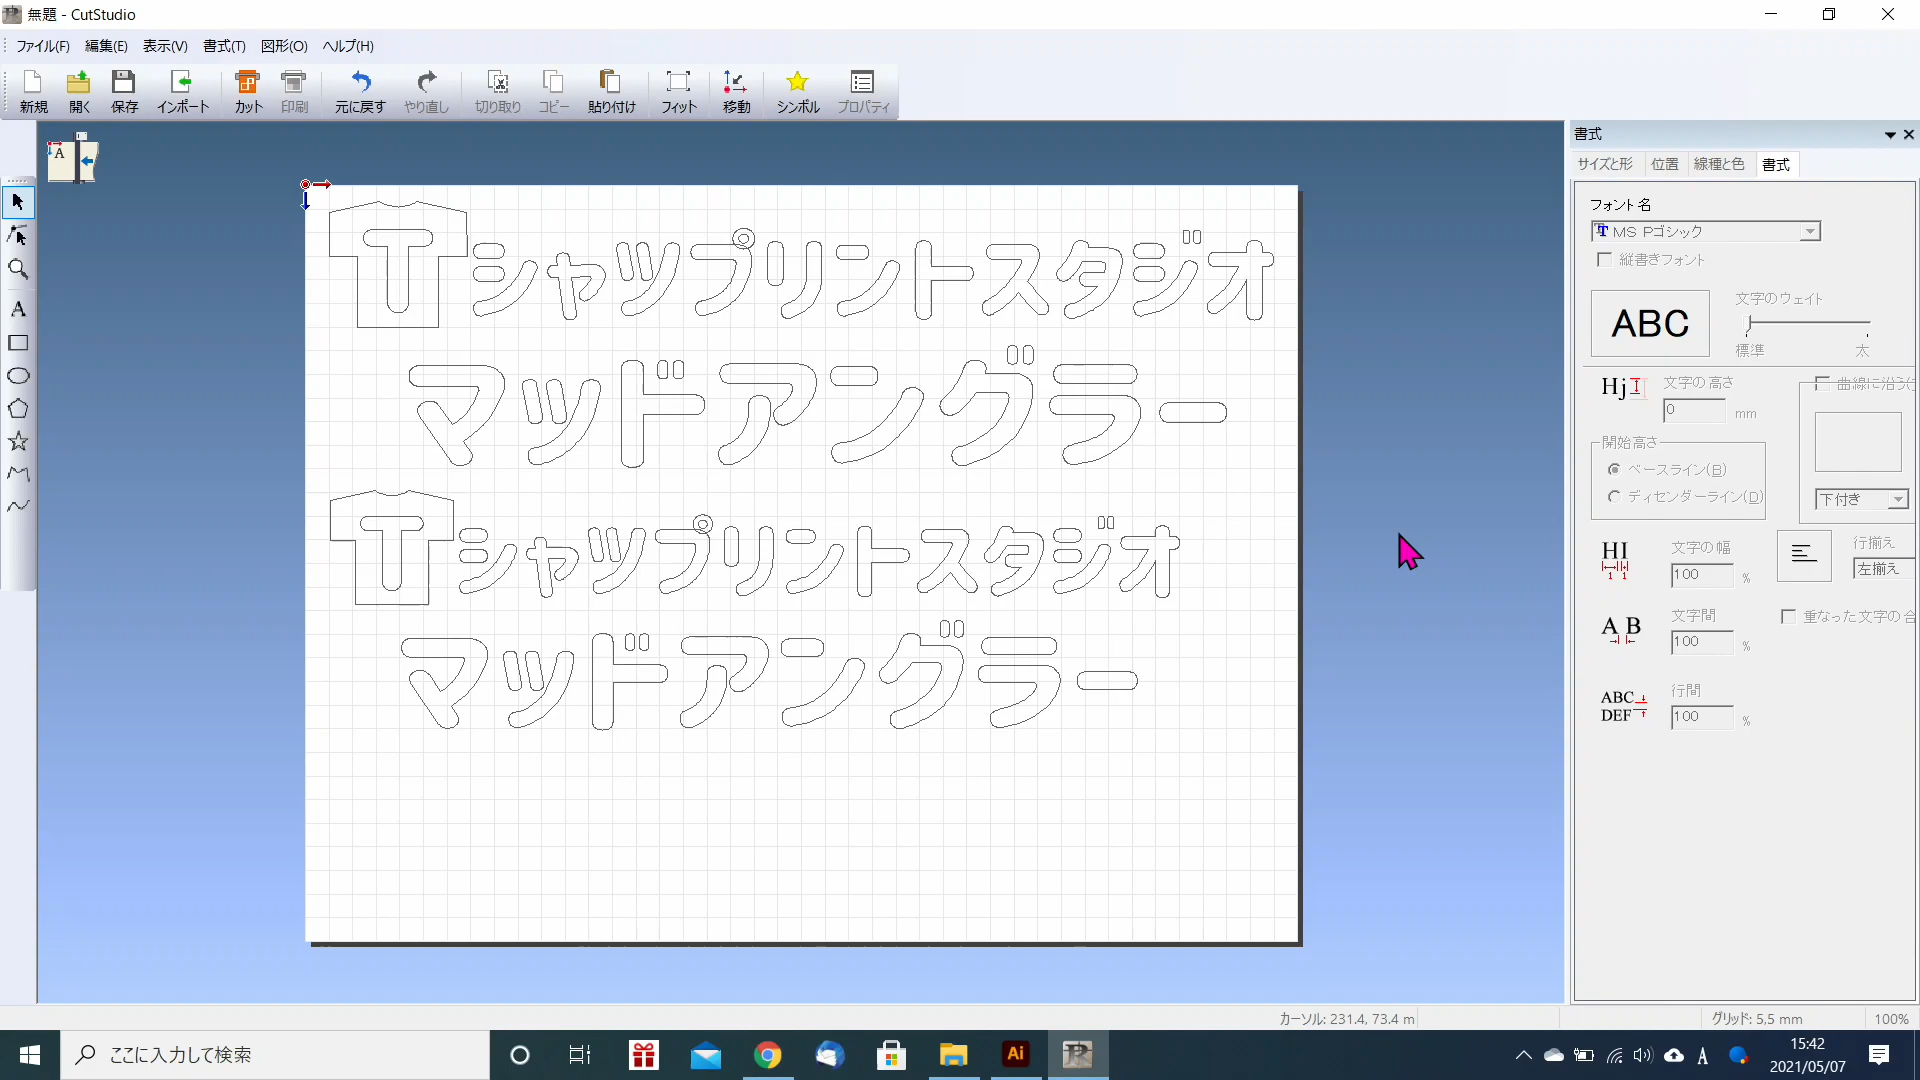 無題 - CutStudio
ファイル(F) 編集(E) 表示(V) 書式(T) 図形(O) ヘルプ(H)
新規 開く 保存 インポート カット 印刷 元に戻す やり直し 切り取り コピー 貼り付け フィット 移動 シンボル プロパティ
A
A
Tシャツプリントスタジオ
マッドアングラー
Tシャツプリントスタジオ
マッドアングラー
書式
サイズと形 位置 線種と色 書式
フォント名
MS Pゴシック
縦書きフォント
ABC
文字のウェイト
標準 太
Hj
文字の高さ
0 mm
曲線に沿う
開始高さ
ベースライン(B)
ディセンダーライン(D)
下付き
HI
1 1
文字の幅
100 %
行揃え
左揃え
A B
文字間
100 %
重なった文字の合
ABC
DEF
行間
100 %
カーソル: 231.4, 73.4 m
グリッド: 5,5 mm
100%
ここに入力して検索
Ai
A
15:42
2021/05/07